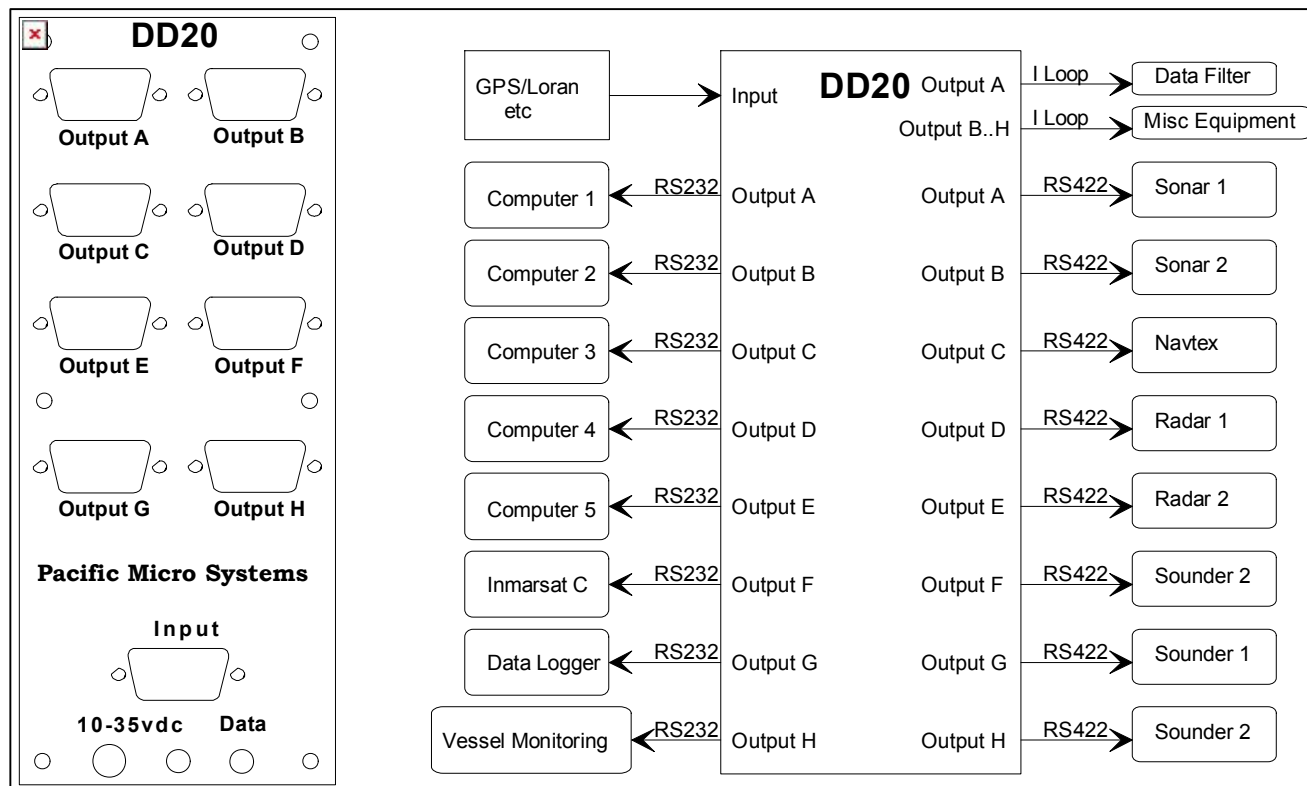 DD20
Output A Output B
Output C Output D
Output E Output F
Output G Output H
Pacific Micro Systems
Input
10-35vdc Data
GPS/Loran
etc
Input
DD20
Output A I Loop Data Filter
Output B..H I Loop Misc Equipment
Computer 1 RS232 Output A Output A RS422 Sonar 1
Computer 2 RS232 Output B Output B RS422 Sonar 2
Computer 3 RS232 Output C Output C RS422 Navtex
Computer 4 RS232 Output D Output D RS422 Radar 1
Computer 5 RS232 Output E Output E RS422 Radar 2
Inmarsat C RS232 Output F Output F RS422 Sounder 2
Data Logger RS232 Output G Output G RS422 Sounder 1
Vessel Monitoring RS232 Output H Output H RS422 Sounder 2